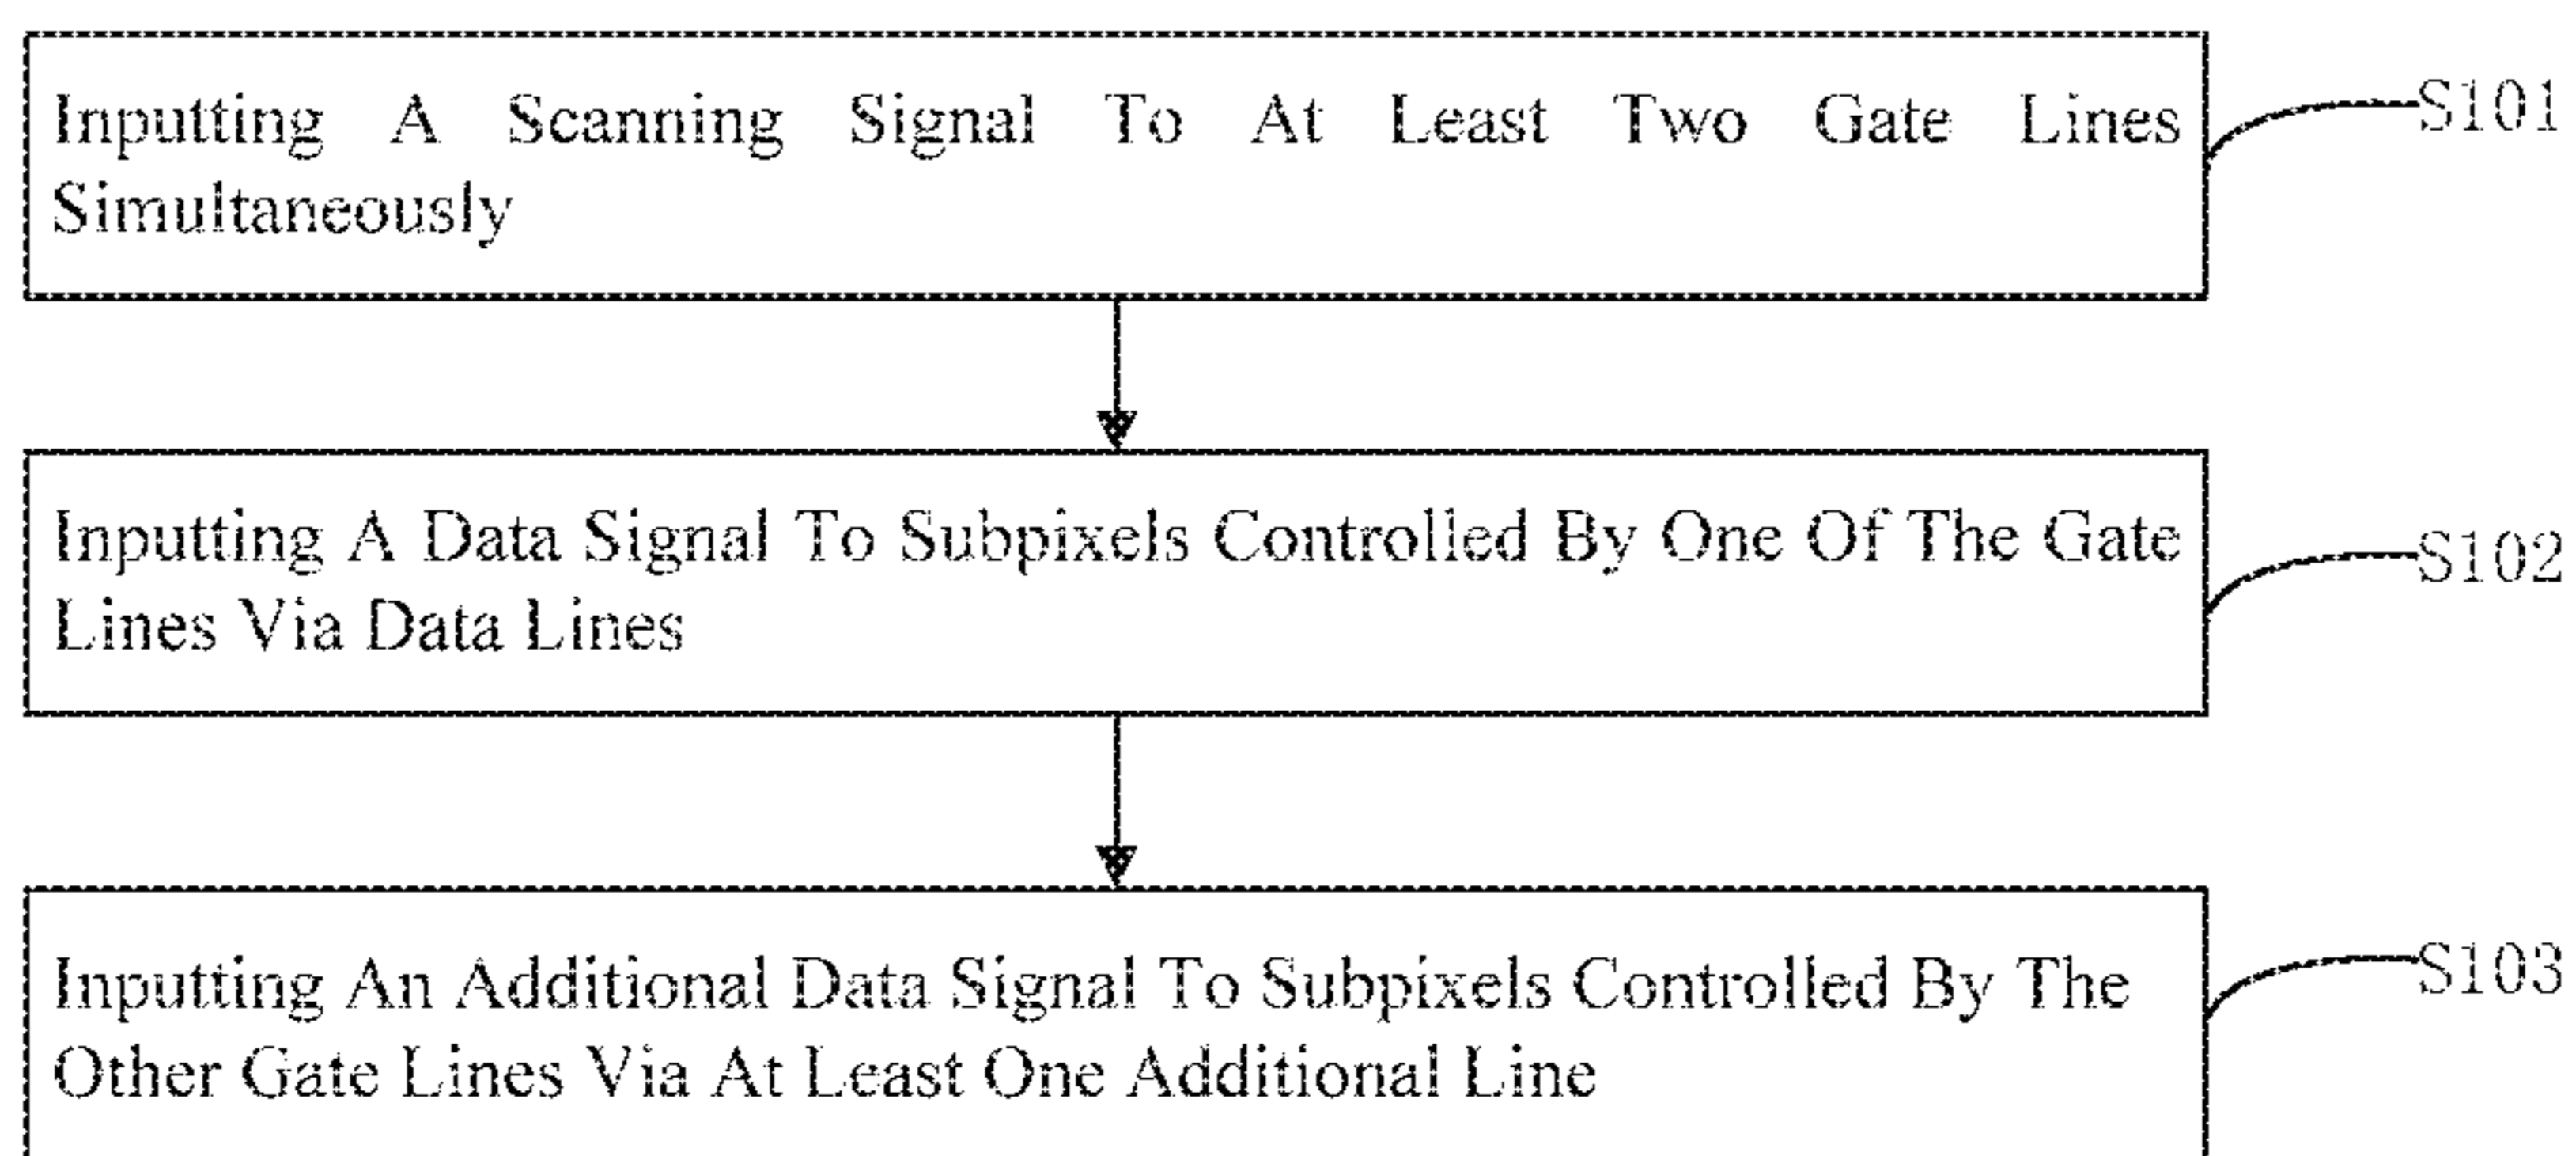 Inputting A Scanning Signal To At Least Two Gate Lines
Simultaneously
S101
Inputting A Data Signal To Subpixels Controlled By One Of The Gate
Lines Via Data Lines
S102
Inputting An Additional Data Signal To Subpixels Controlled By The
Other Gate Lines Via At Least One Additional Line
S103